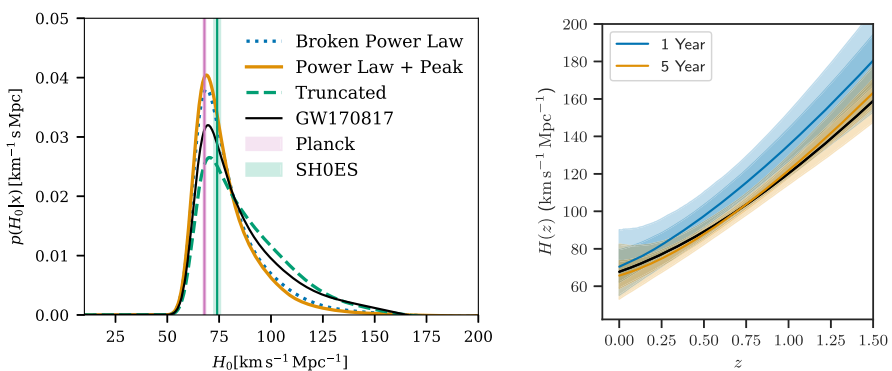 0.05
0.04
0.03
0.02
0.01
0.00
p(H₀|x) [km⁻¹ s Mpc]
Broken Power Law
Power Law + Peak
Truncated
GW170817
Planck
SH0ES
25 50 75 100 125 150 175 200
H₀[km s⁻¹ Mpc⁻¹]
200
180
160
140
120
100
80
60
H(z) (km s⁻¹ Mpc⁻¹)
1 Year
5 Year
0.00 0.25 0.50 0.75 1.00 1.25 1.50
z